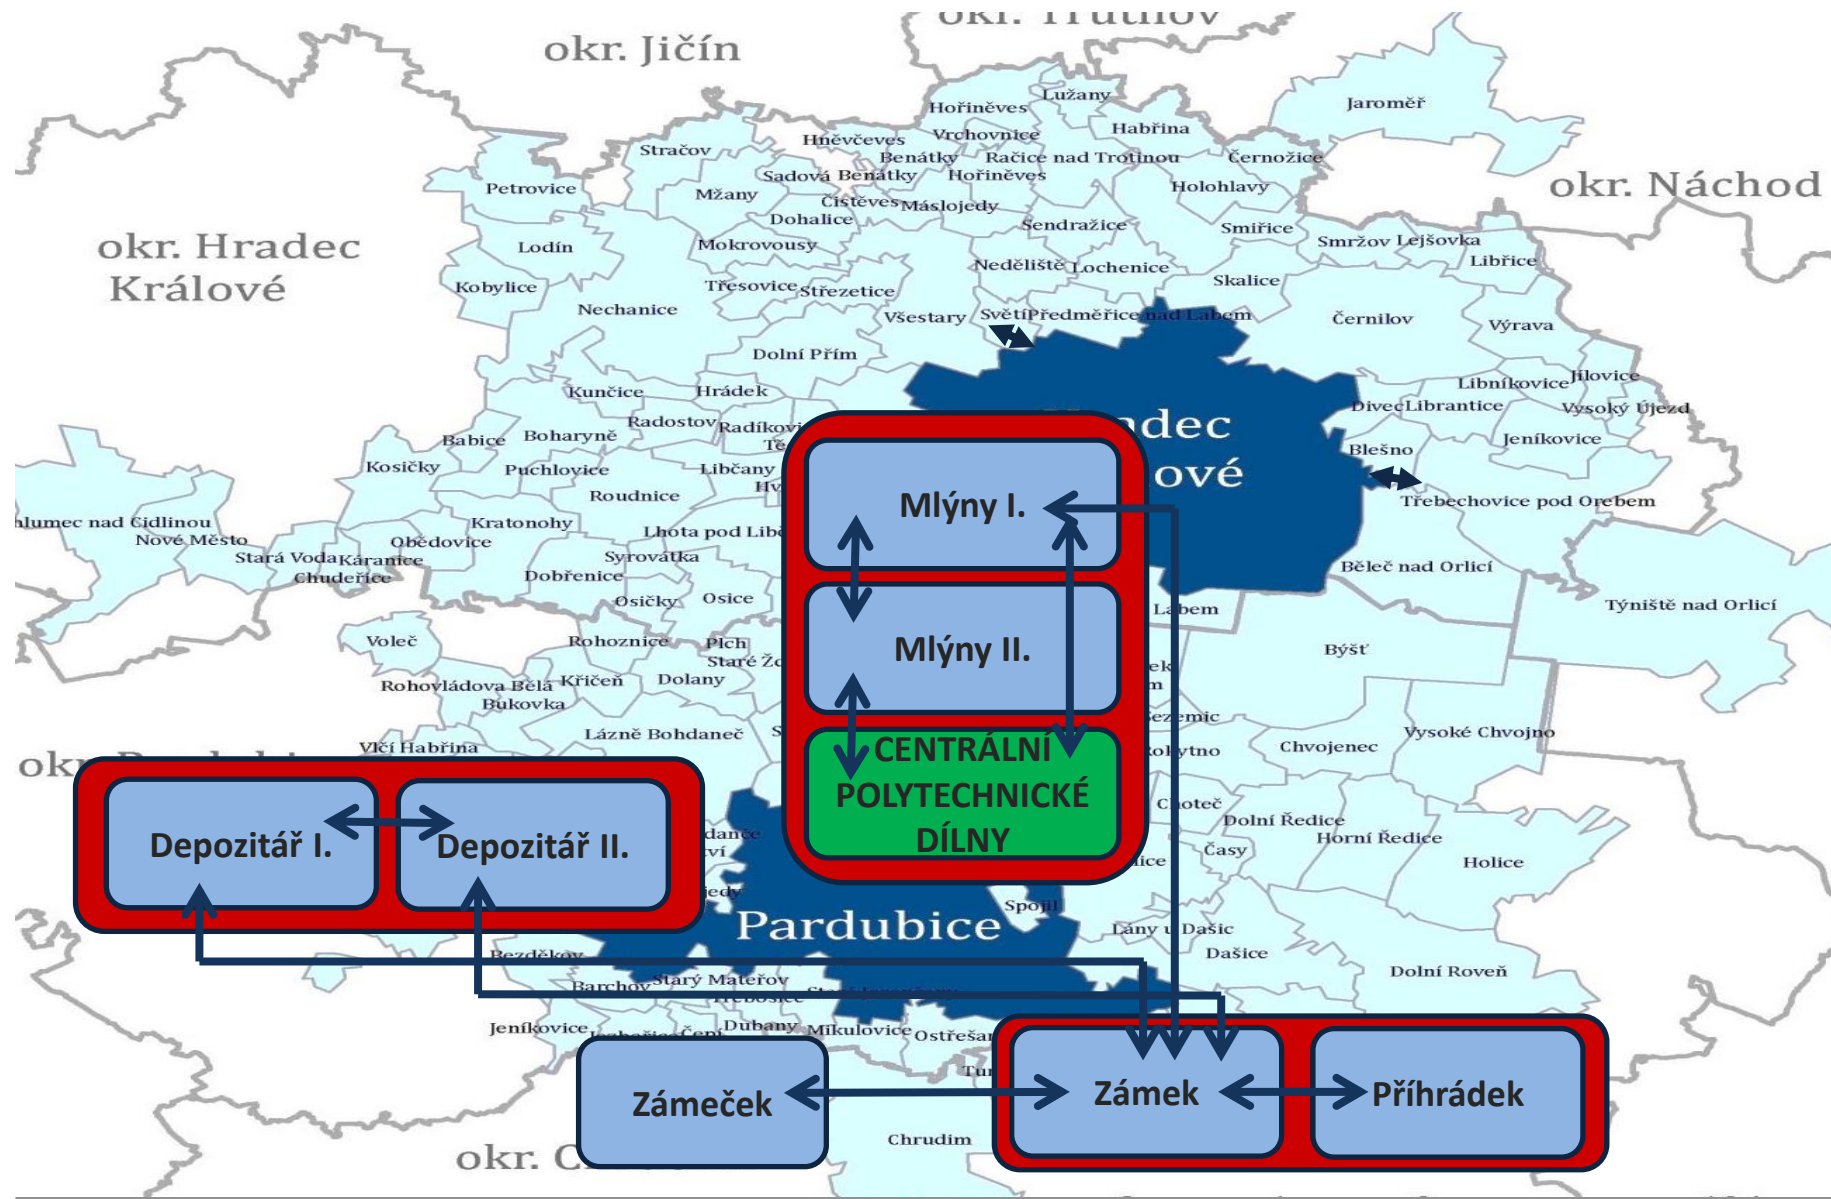 okr. Jičín
Lužany
Hořiněves
Jaroměř
Habřina
Vrchovnice
Hněvčeves
Stračov
Benátky
Račice nad Trotinou
Černožice
Sadová
Benátky
Hořiněves
Petrovice
Mžany
Holohlavy
okr. Náchod
Čistěves
Máslojedy
Dohalice
Sendražice
Smiřice
okr. Hradec
Králové
Lodín
Mokrovousy
Smržov
Lejšovka
Neděliště
Lochenice
Libřice
Kobylice
Třesovice
Střezetice
Skalice
Nechanice
Všestary
Světí
Předměřice nad Labem
Černilov
Výrava
Dolní Přím
Kunčice
Hrádek
Libníkovice
Jílovice
Divec
Librantice
Vysoký Újezd
Radostov
Babice
Boharyně
Jeníkovice
Blešno
Kosičky
Puchlovice
Libčany
Roudnice
Třebechovice pod Orebem
Mlýny I.
Nové Město
Kratonohy
Obědovice
Stará Voda
Káranice
Chudeřice
Syrovátka
Dobřenice
Běleč nad Orlicí
Osičky
Osice
Labem
Týniště nad Orlicí
Voleč
Rohoznice
Plch
Býšť
Mlýny II.
Rohovládova Bělá
Křičeň
Dolany
Bukovka
Lázně Bohdaneč
Vlčí Habřina
Chvojenec
Vysoké Chvojno
CENTRÁLNÍ
POLYTECHNICKÉ
DÍLNY
Choteč
Dolní Ředice
Horní Ředice
Časy
Holice
Depozitář I.
Depozitář II.
Spojil
Pardubice
Lány u Dašic
Dašice
Bezděkov
Dolní Roveň
Barchov
Starý Mateřov
Jeníkovice
Dubany
Mikulovice
Zámeček
Zámek
Příhrádek
Chrudim